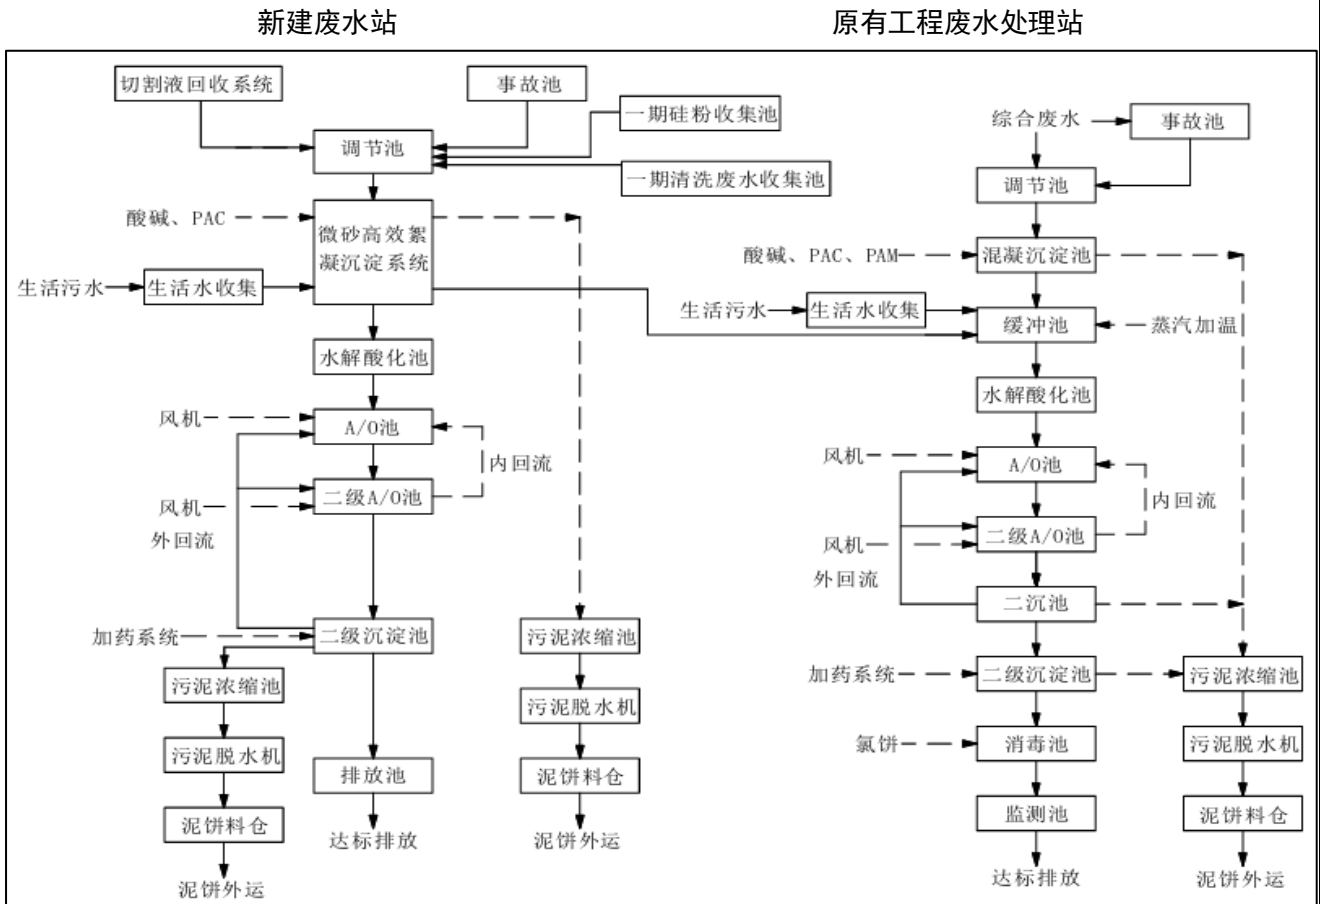 新建废水站
原有工程废水处理站
切割液回收系统
事故池
一期硅粉收集池
调节池
一期清洗废水收集池
酸碱、PAC
微砂高效絮
凝沉淀系统
生活污水
生活水收集
水解酸化池
风机
A/O池
内回流
二级A/O池
风机
外回流
加药系统
二级沉淀池
污泥浓缩池
污泥脱水机
泥饼料仓
泥饼外运
排放池
达标排放
污泥浓缩池
污泥脱水机
泥饼料仓
泥饼外运
综合废水
事故池
调节池
酸碱、PAC、PAM
混凝沉淀池
生活污水
生活水收集
缓冲池
蒸汽加温
水解酸化池
风机
A/O池
内回流
二级A/O池
风机
外回流
二沉池
加药系统
二级沉淀池
污泥浓缩池
氯饼
消毒池
污泥脱水机
监测池
泥饼料仓
达标排放
泥饼外运